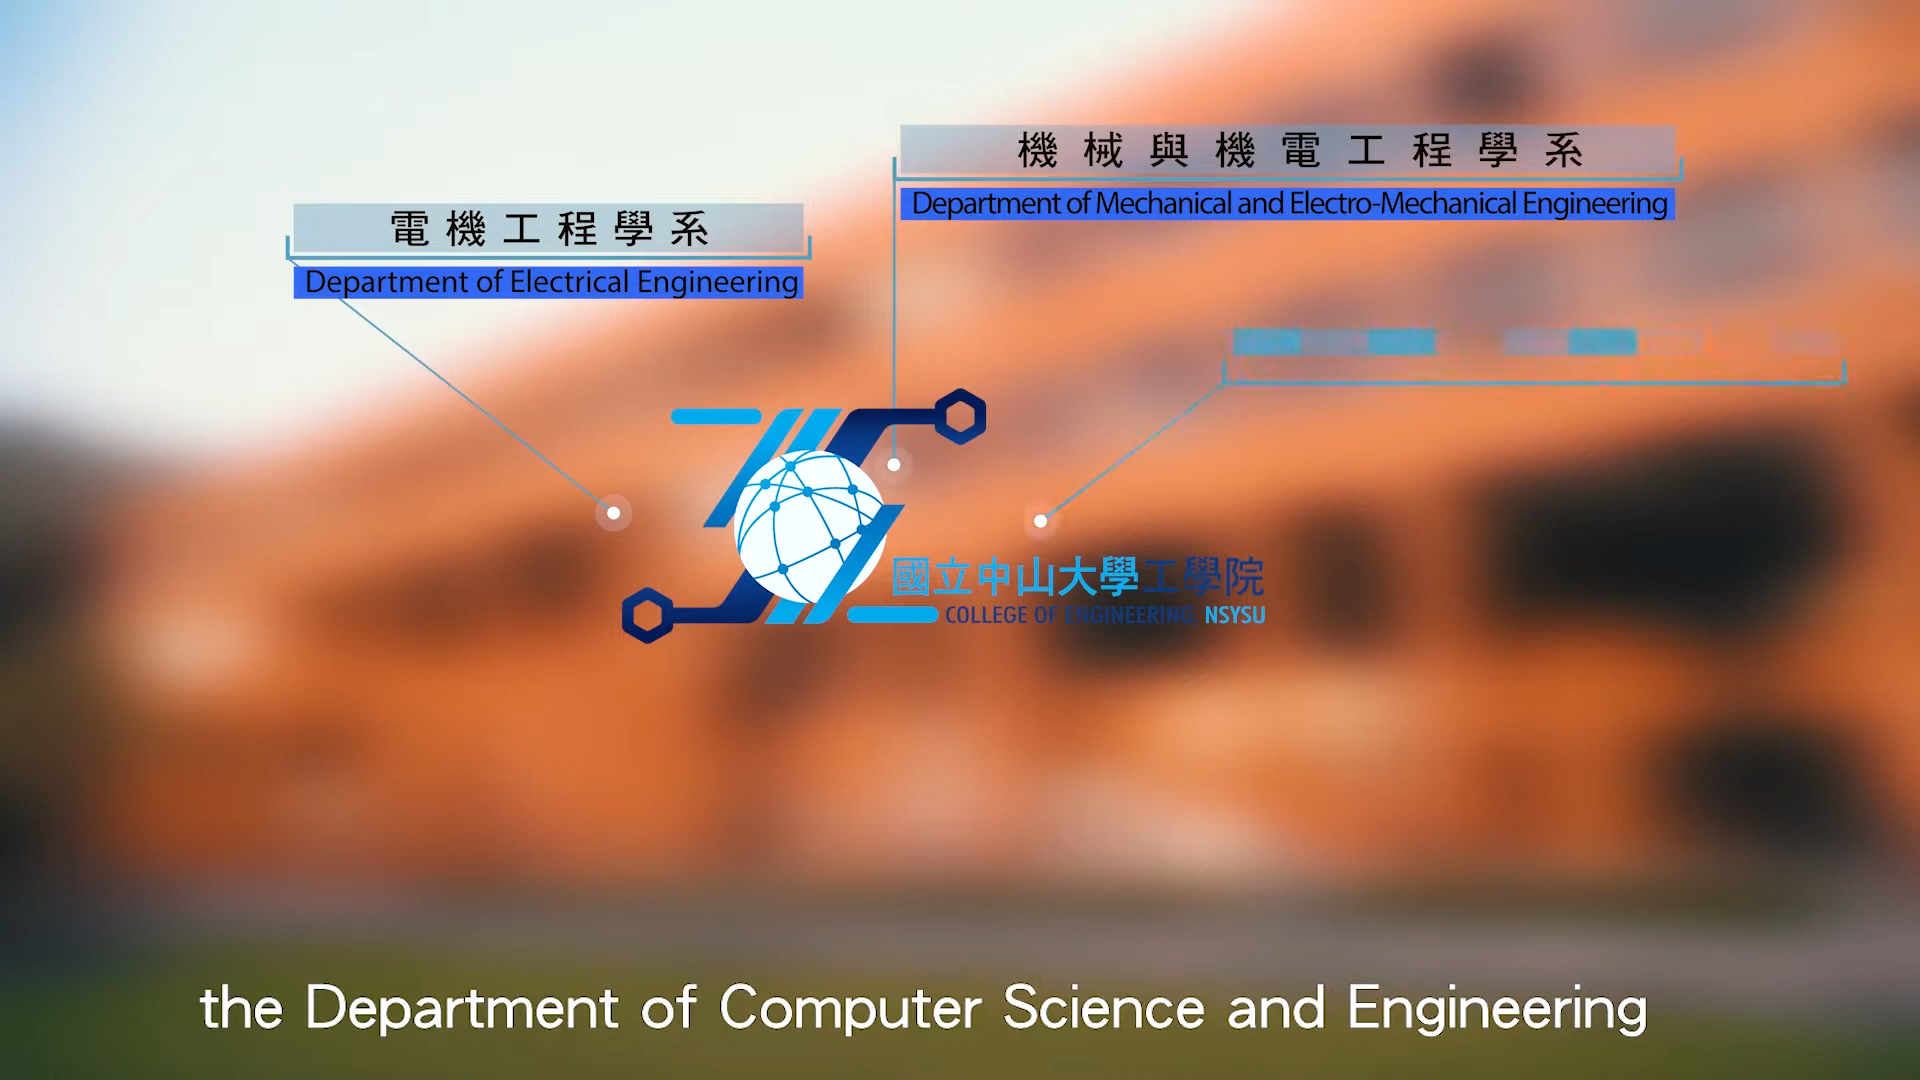 機械與機電工程學系
Department of Mechanical and Electro-Mechanical Engineering
電機工程學系
Department of Electrical Engineering
國立中山大學工學院
COLLEGE OF ENGINEERING, NSYSU
the Department of Computer Science and Engineering